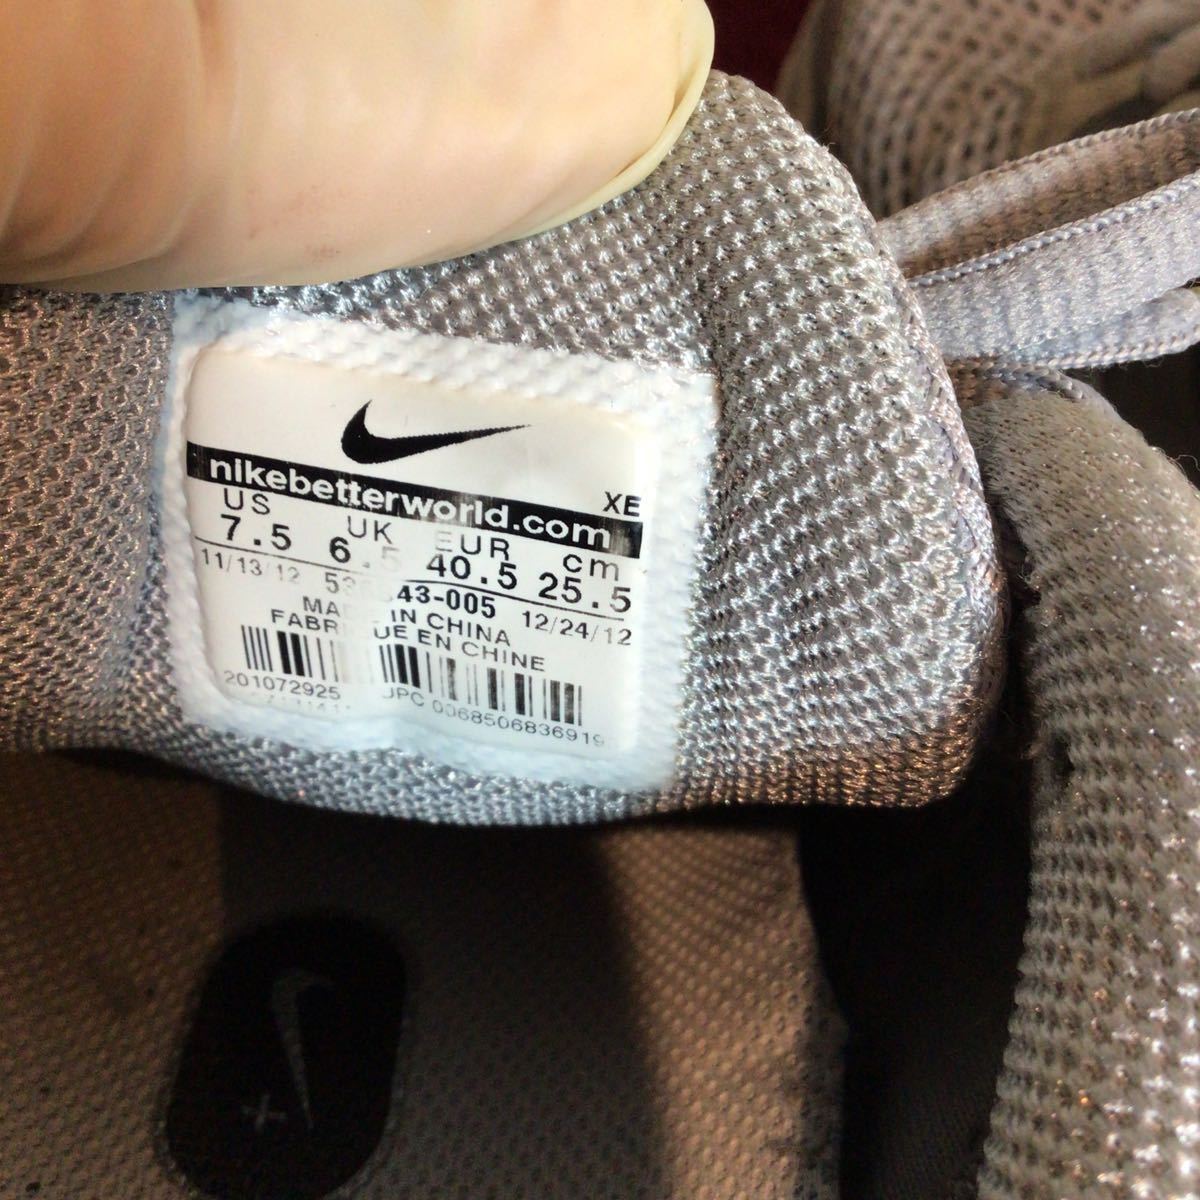 nikebetterworld.com XE
US UK EUR cm
7.5 6.5 40.5 25.5
11/13/12 12/24/12
43-005
MADE IN CHINA
FABRIQUE EN CHINE
201072925 UPC 0068506836919